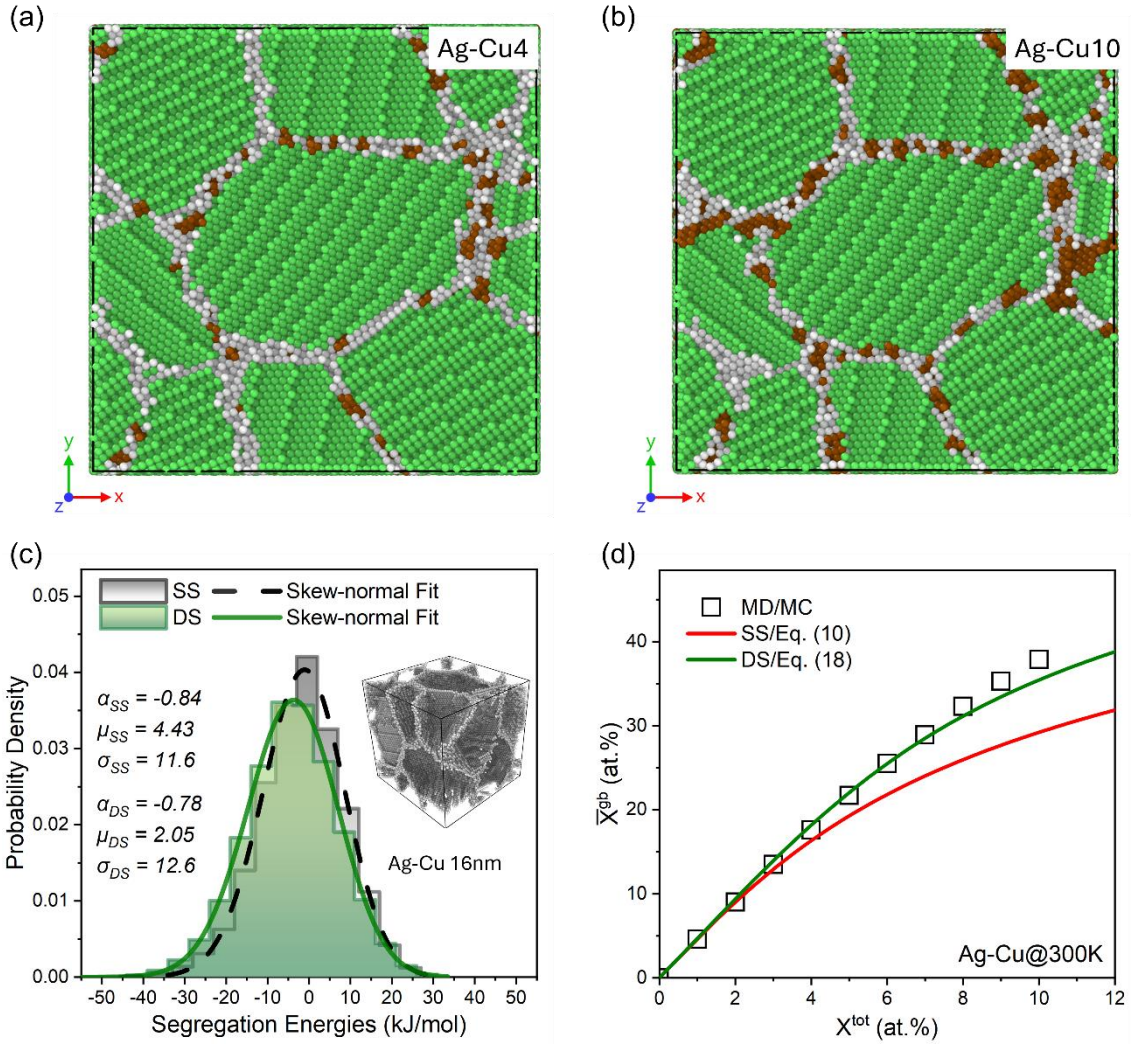 (a)
Ag-Cu4
y
z
x
(b)
Ag-Cu10
y
z
x
(c)
SS
Skew-normal Fit
DS
Skew-normal Fit
α_SS = -0.84
μ_SS = 4.43
σ_SS = 11.6
α_DS = -0.78
μ_DS = 2.05
σ_DS = 12.6
Ag-Cu 16nm
0.05
0.04
0.03
0.02
0.01
0.00
Probability Density
-50 -40 -30 -20 -10 0 10 20 30 40 50
Segregation Energies (kJ/mol)
(d)
MD/MC
SS/Eq. (10)
DS/Eq. (18)
Ag-Cu@300K
40
30
20
10
0
X̅^gb (at.%)
0 2 4 6 8 10 12
X^tot (at.%)